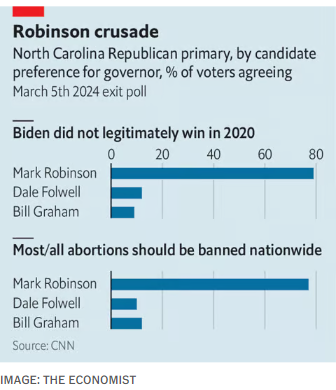 Robinson crusade
North Carolina Republican primary, by candidate
preference for governor, % of voters agreeing
March 5th 2024 exit poll
Biden did not legitimately win in 2020
0 20 40 60 80
Mark Robinson
Dale Folwell
Bill Graham
Most/all abortions should be banned nationwide
Mark Robinson
Dale Folwell
Bill Graham
Source: CNN
IMAGE: THE ECONOMIST